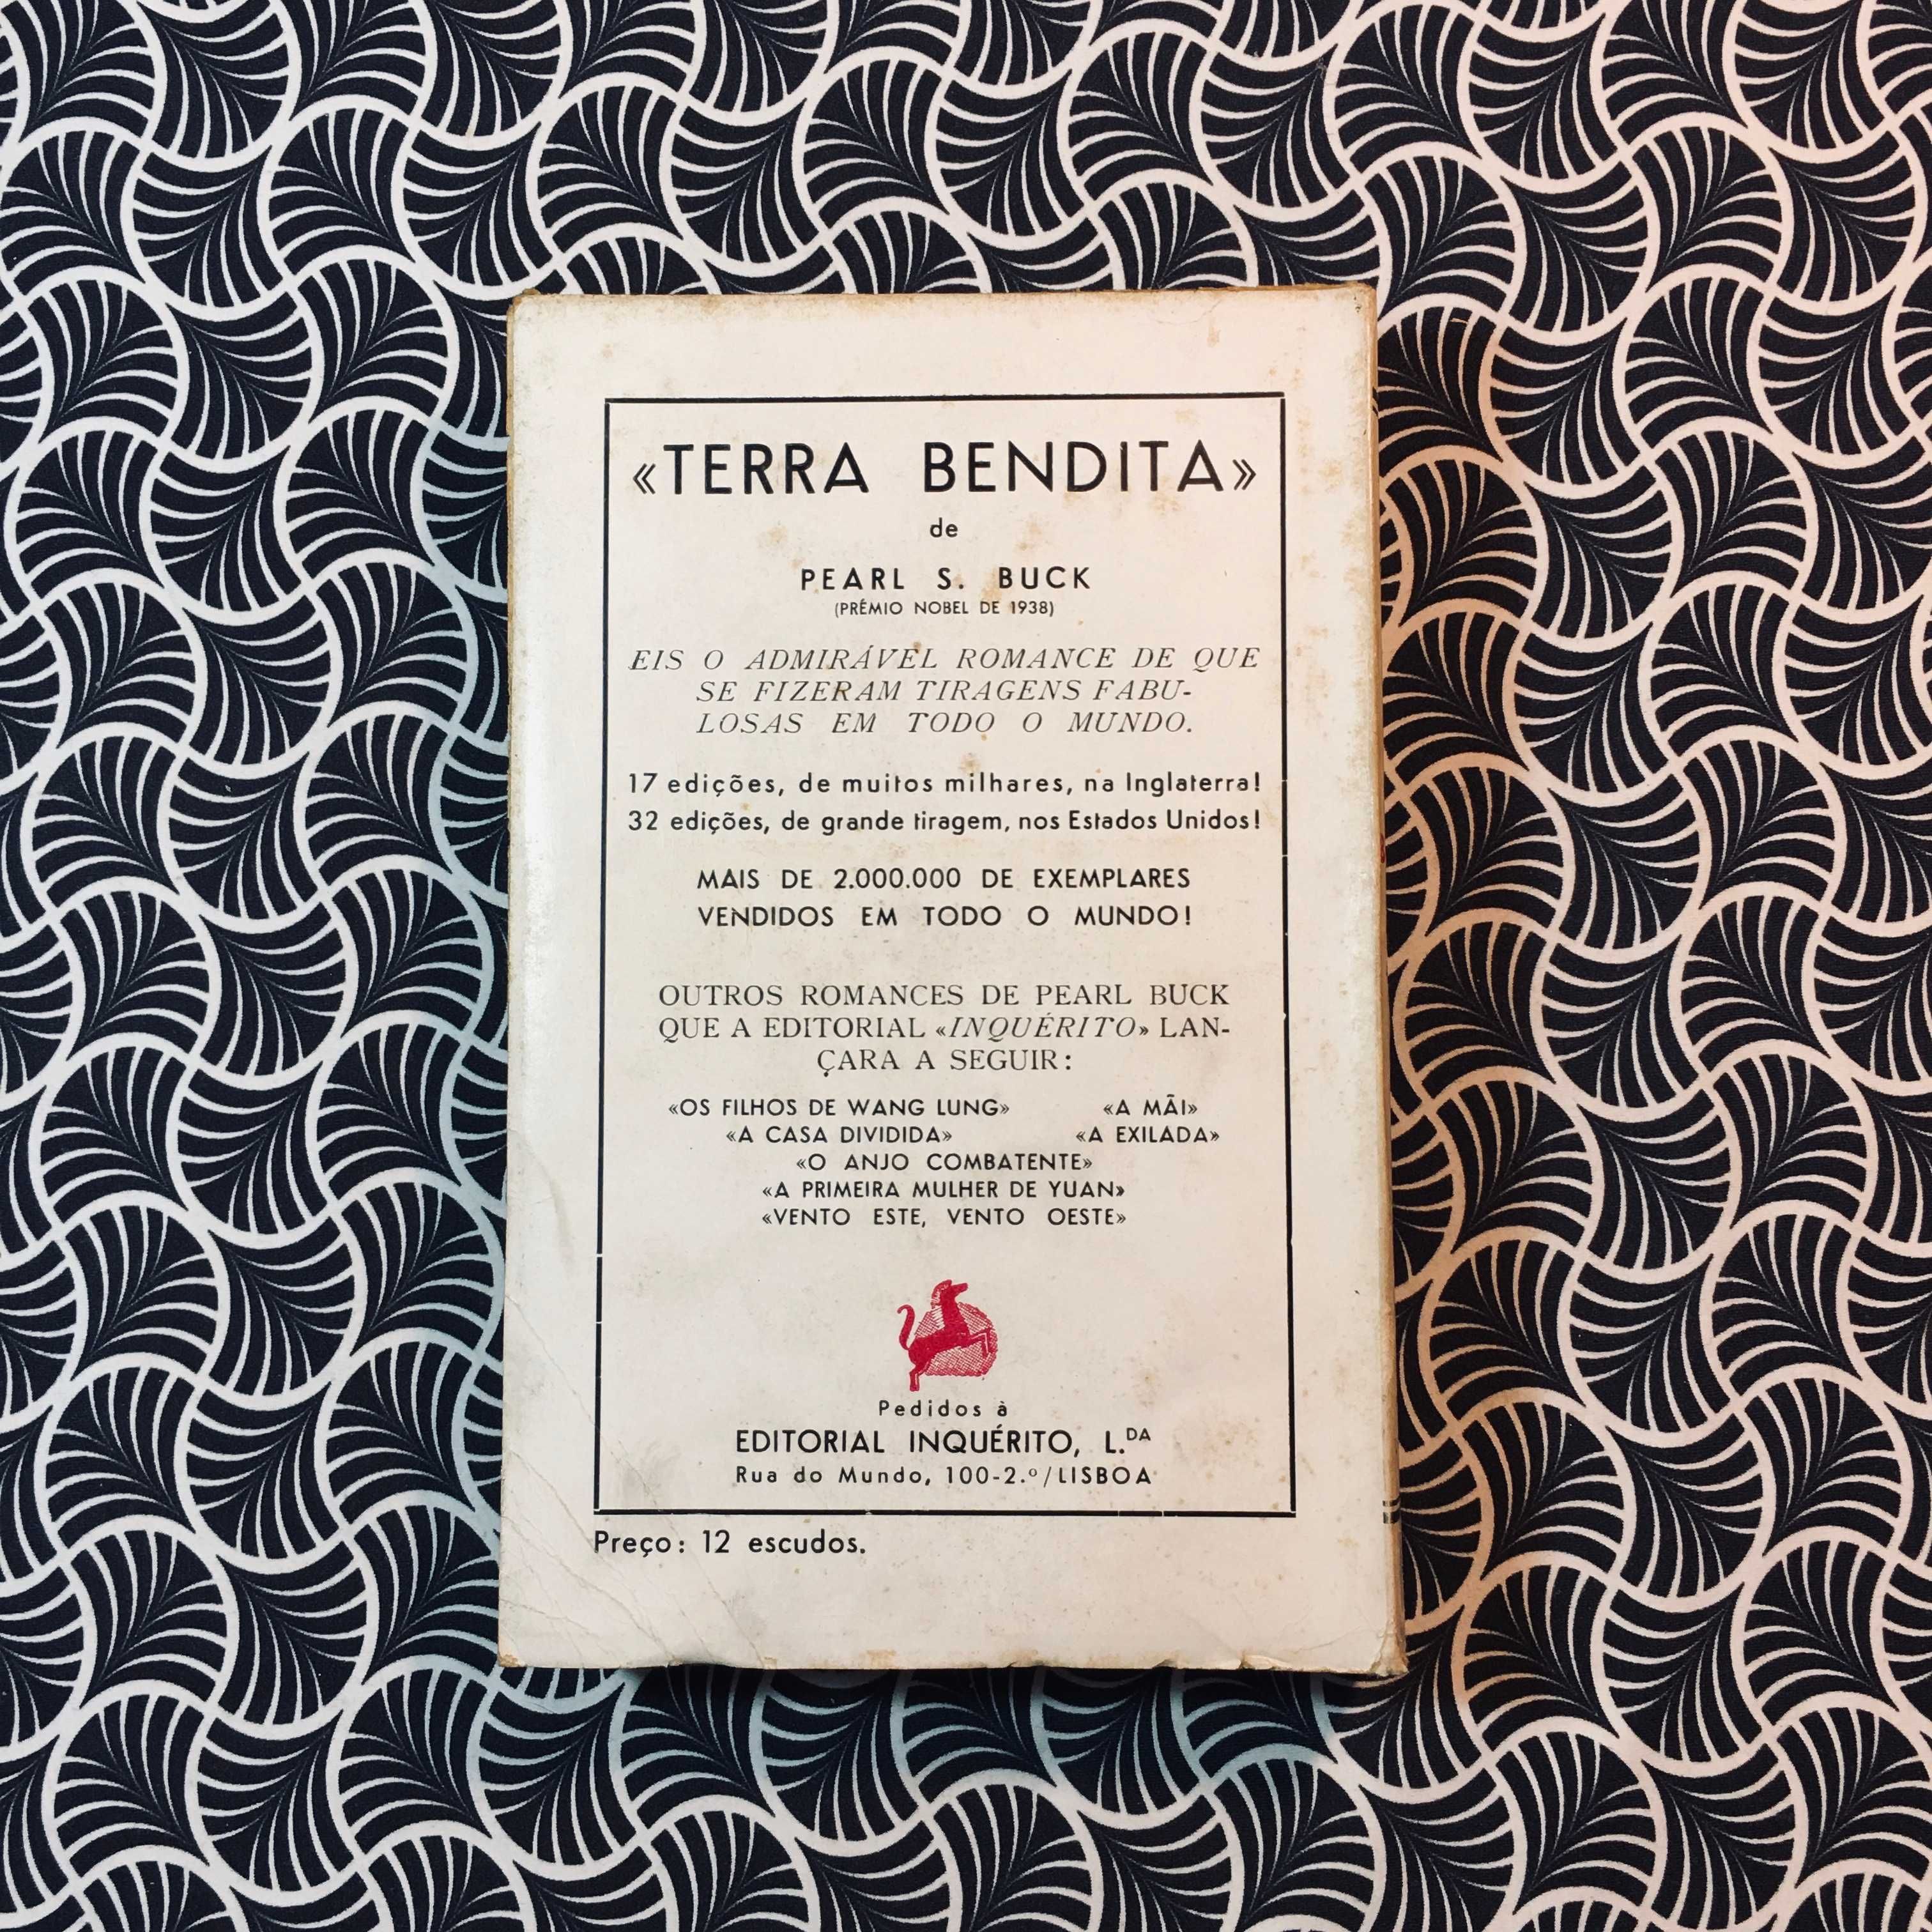 «TERRA BENDITA»
de
PEARL S. BUCK
(PRÉMIO NOBEL DE 1938)
EIS O ADMIRÁVEL ROMANCE DE QUE
SE FIZERAM TIRAGENS FABU-
LOSAS EM TODO O MUNDO.
17 edições, de muitos milhares, na Inglaterra!
32 edições, de grande tiragem, nos Estados Unidos!
MAIS DE 2.000.000 DE EXEMPLARES
VENDIDOS EM TODO O MUNDO!
OUTROS ROMANCES DE PEARL BUCK
QUE A EDITORIAL «INQUÉRITO» LAN-
ÇARA A SEGUIR:
«OS FILHOS DE WANG LUNG» «A MÃI»
«A CASA DIVIDIDA» «A EXILADA»
«O ANJO COMBATENTE»
«A PRIMEIRA MULHER DE YUAN»
«VENTO ESTE, VENTO OESTE»
Pedidos à
EDITORIAL INQUÉRITO, L.DA
Rua do Mundo, 100-2.º/LISBOA
Preço: 12 escudos.